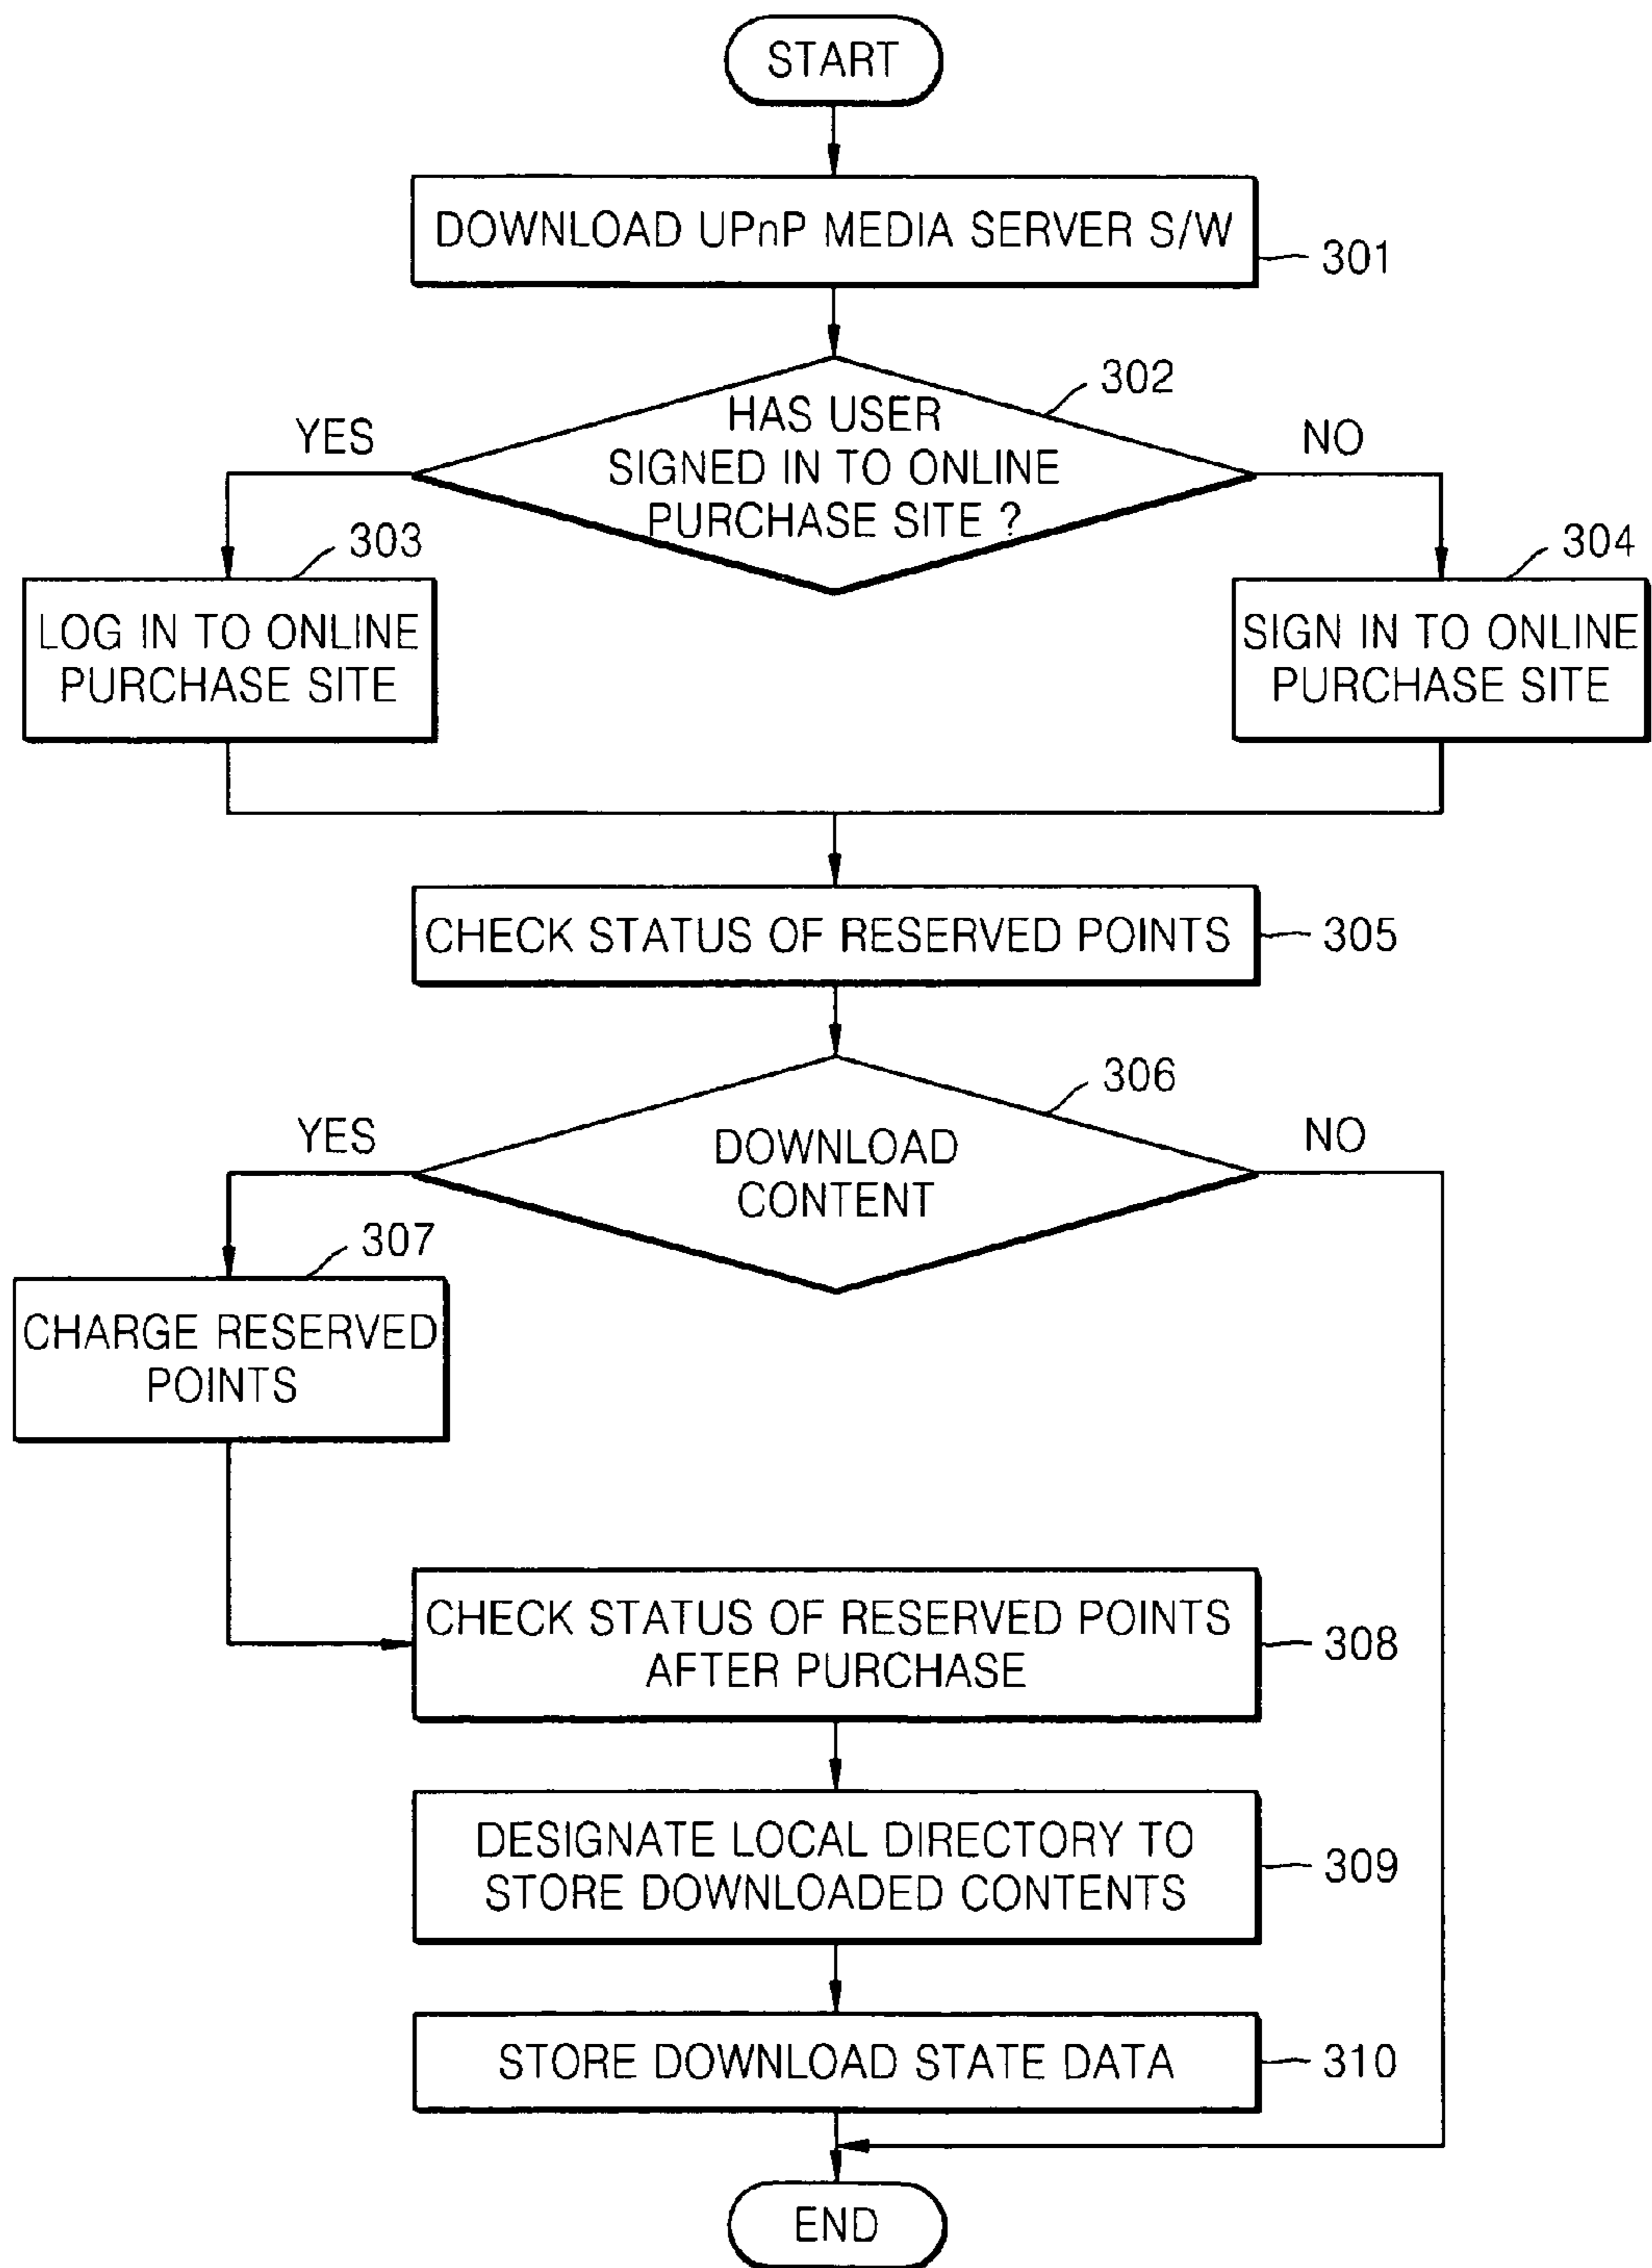 START
DOWNLOAD UPnP MEDIA SERVER S/W
301
302
HAS USER
SIGNED IN TO ONLINE
PURCHASE SITE ?
YES
NO
303
LOG IN TO ONLINE
PURCHASE SITE
304
SIGN IN TO ONLINE
PURCHASE SITE
CHECK STATUS OF RESERVED POINTS
305
306
DOWNLOAD
CONTENT
YES
NO
307
CHARGE RESERVED
POINTS
CHECK STATUS OF RESERVED POINTS
AFTER PURCHASE
308
DESIGNATE LOCAL DIRECTORY TO
STORE DOWNLOADED CONTENTS
309
STORE DOWNLOAD STATE DATA
310
END